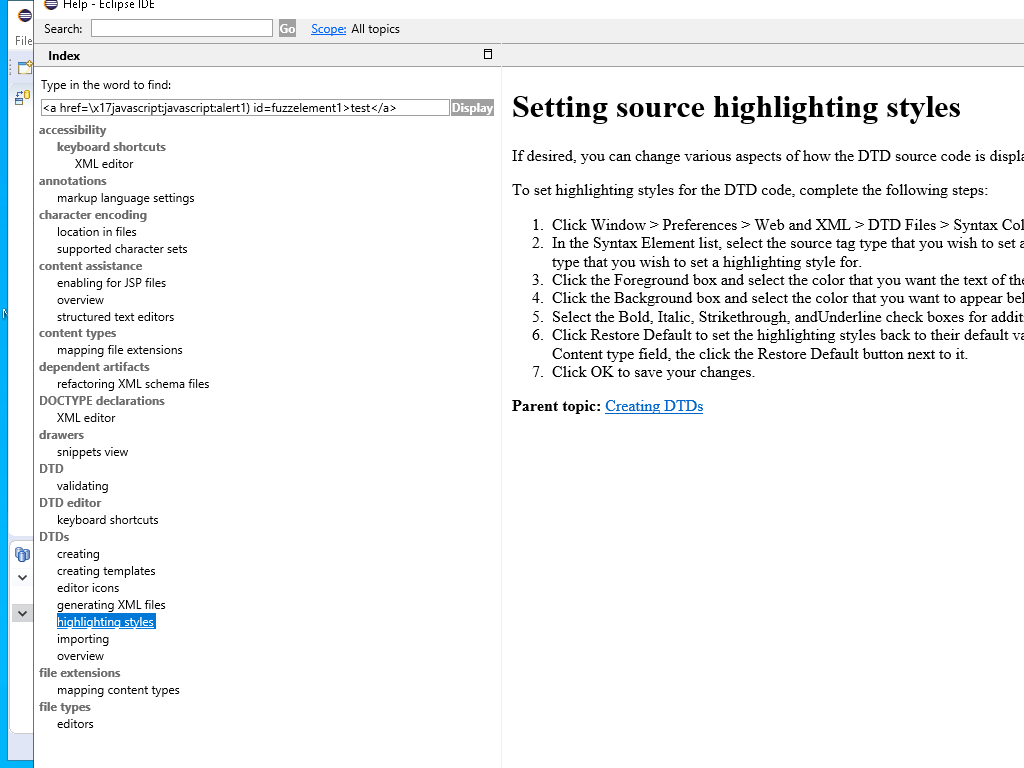 Help - Eclipse IDE
File
Search:
Go
Scope: All topics
Index
Type in the word to find:
<a href=\x17javascript:javascript:alert1) id=fuzzelement1>test</a>
Display
accessibility
keyboard shortcuts
XML editor
annotations
markup language settings
character encoding
location in files
supported character sets
content assistance
enabling for JSP files
overview
structured text editors
content types
mapping file extensions
dependent artifacts
refactoring XML schema files
DOCTYPE declarations
XML editor
drawers
snippets view
DTD
validating
DTD editor
keyboard shortcuts
DTDs
creating
creating templates
editor icons
generating XML files
highlighting styles
importing
overview
file extensions
mapping content types
file types
editors
Setting source highlighting styles
If desired, you can change various aspects of how the DTD source code is displa
To set highlighting styles for the DTD code, complete the following steps:
1. Click Window > Preferences > Web and XML > DTD Files > Syntax Col
2. In the Syntax Element list, select the source tag type that you wish to set a
type that you wish to set a highlighting style for.
3. Click the Foreground box and select the color that you want the text of the
4. Click the Background box and select the color that you want to appear bel
5. Select the Bold, Italic, Strikethrough, andUnderline check boxes for addit
6. Click Restore Default to set the highlighting styles back to their default va
Content type field, the click the Restore Default button next to it.
7. Click OK to save your changes.
Parent topic: Creating DTDs